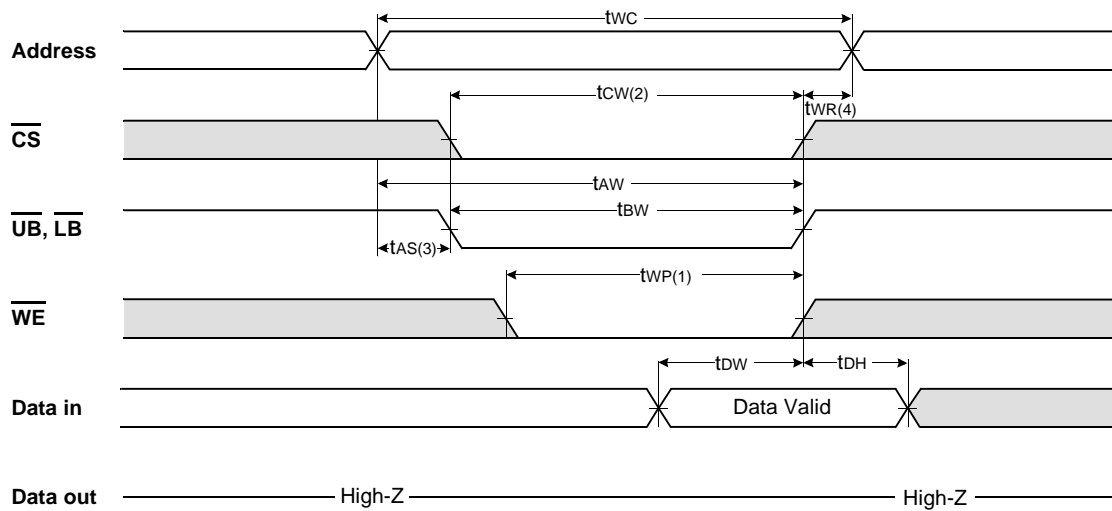 tWC
Address
tCW(2)
tWR(4)
CS
tAW
tBW
UB, LB
tAS(3)
tWP(1)
WE
tDW
tDH
Data in
Data Valid
Data out
High-Z
High-Z